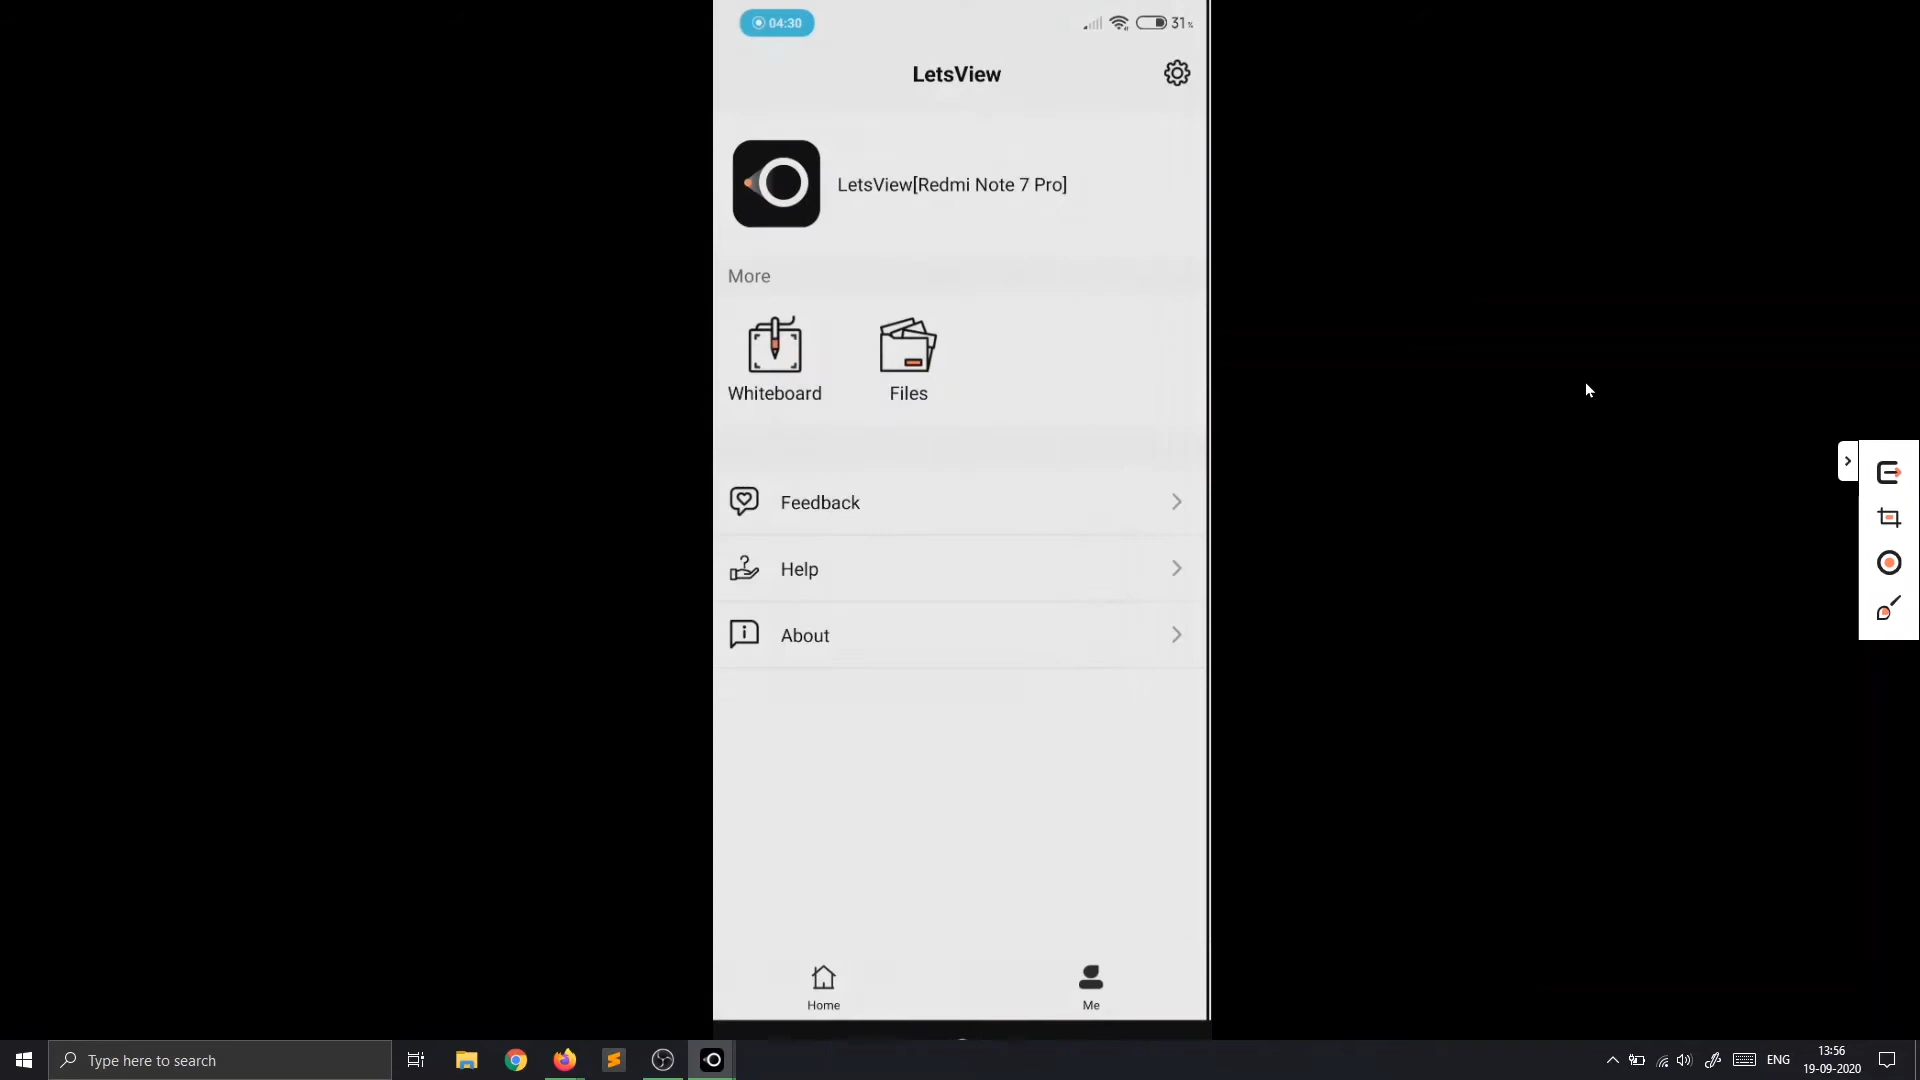 04:30
31%
LetsView
LetsView[Redmi Note 7 Pro]
More
Whiteboard
Files
Feedback
Help
About
Home
Me
Type here to search
ENG
13:56
19-09-2020